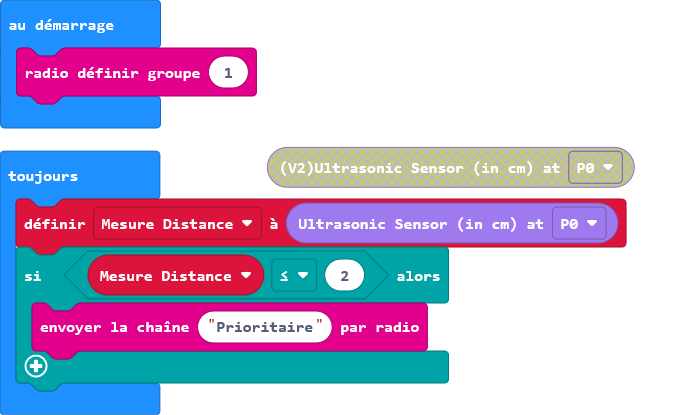 au démarrage
radio définir groupe 1
(V2)Ultrasonic Sensor (in cm) at P0
toujours
définir Mesure Distance à Ultrasonic Sensor (in cm) at P0
si Mesure Distance ≤ 2 alors
envoyer la chaîne "Prioritaire" par radio